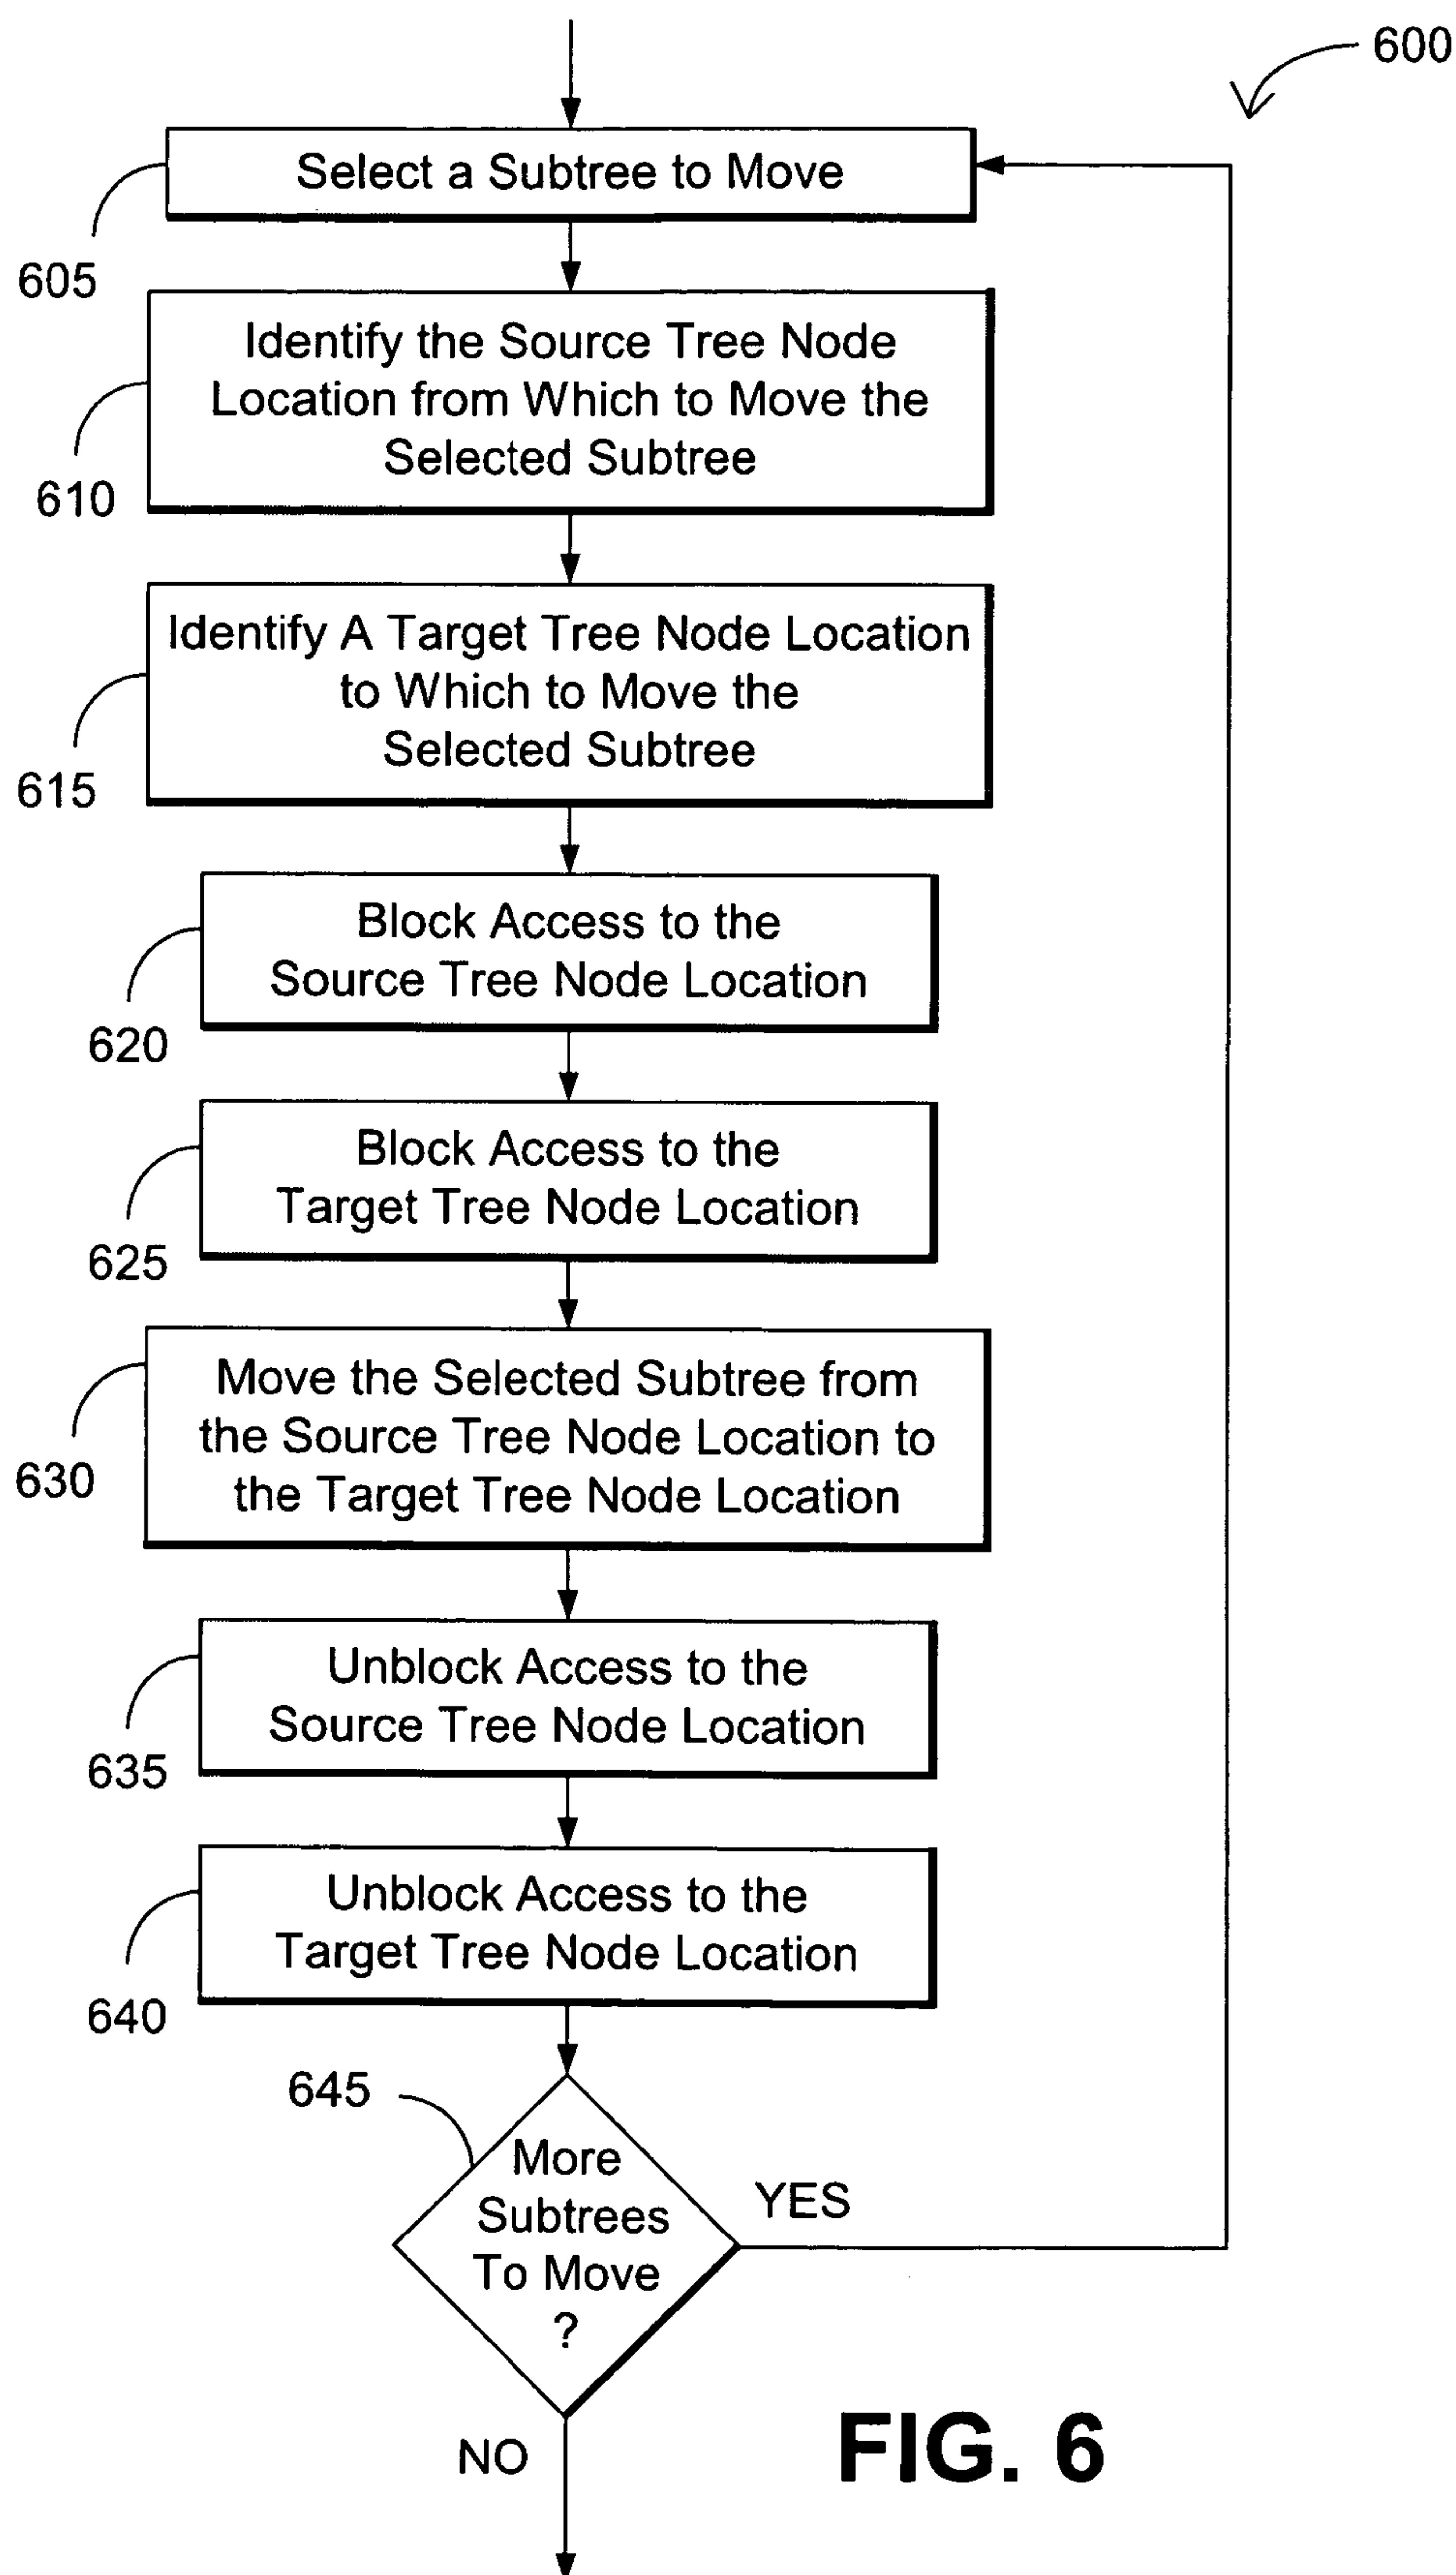 600
Select a Subtree to Move
605
Identify the Source Tree Node
Location from Which to Move the
Selected Subtree
610
Identify A Target Tree Node Location
to Which to Move the
Selected Subtree
615
Block Access to the
Source Tree Node Location
620
Block Access to the
Target Tree Node Location
625
Move the Selected Subtree from
the Source Tree Node Location to
the Target Tree Node Location
630
Unblock Access to the
Source Tree Node Location
635
Unblock Access to the
Target Tree Node Location
640
645
More
Subtrees
To Move
?
YES
NO
FIG. 6